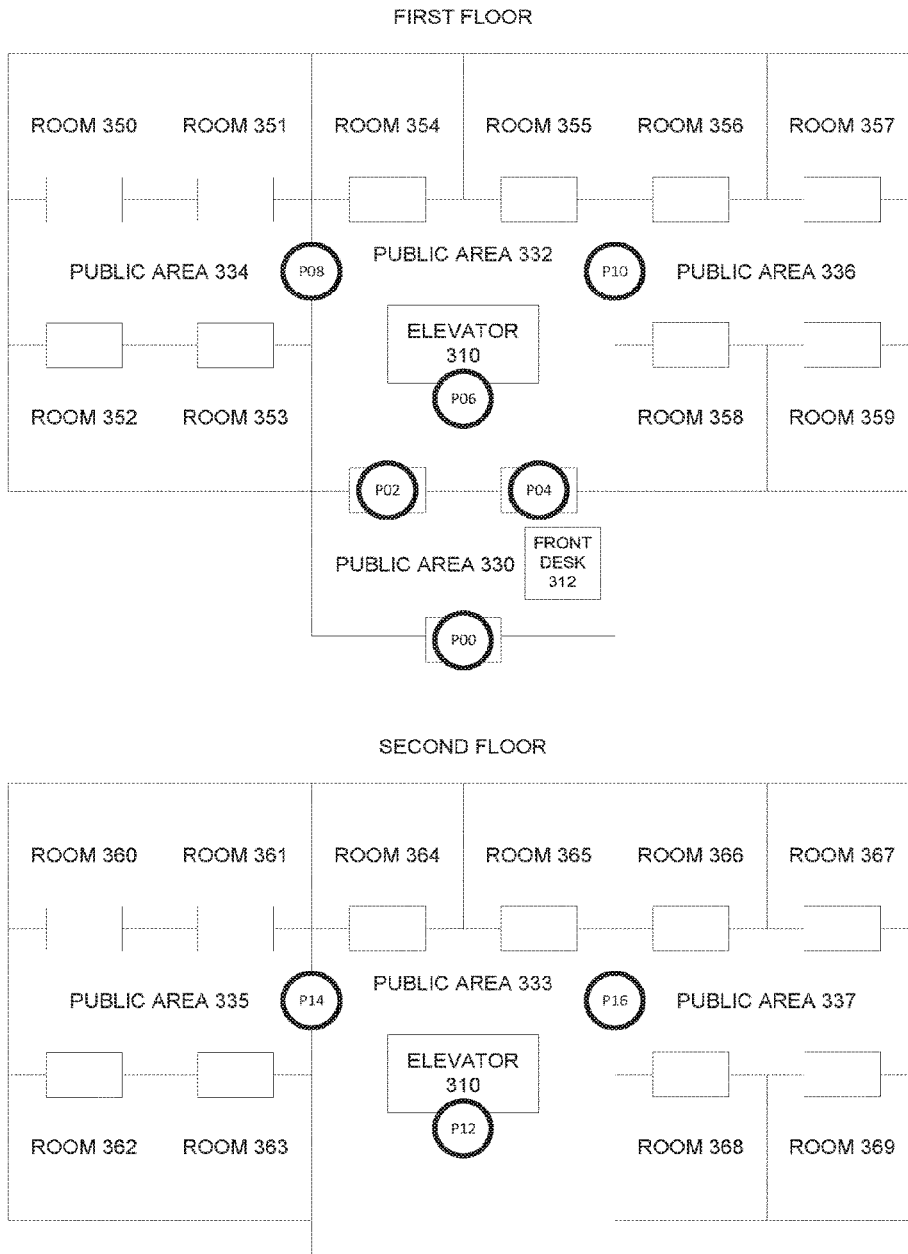 FIRST FLOOR
ROOM 350
ROOM 351
ROOM 354
ROOM 355
ROOM 356
ROOM 357
PUBLIC AREA 334
P08
PUBLIC AREA 332
P10
PUBLIC AREA 336
ELEVATOR
310
P06
ROOM 352
ROOM 353
ROOM 358
ROOM 359
P02
P04
PUBLIC AREA 330
FRONT
DESK
312
P00
SECOND FLOOR
ROOM 360
ROOM 361
ROOM 364
ROOM 365
ROOM 366
ROOM 367
PUBLIC AREA 335
P14
PUBLIC AREA 333
P16
PUBLIC AREA 337
ELEVATOR
310
P12
ROOM 362
ROOM 363
ROOM 368
ROOM 369